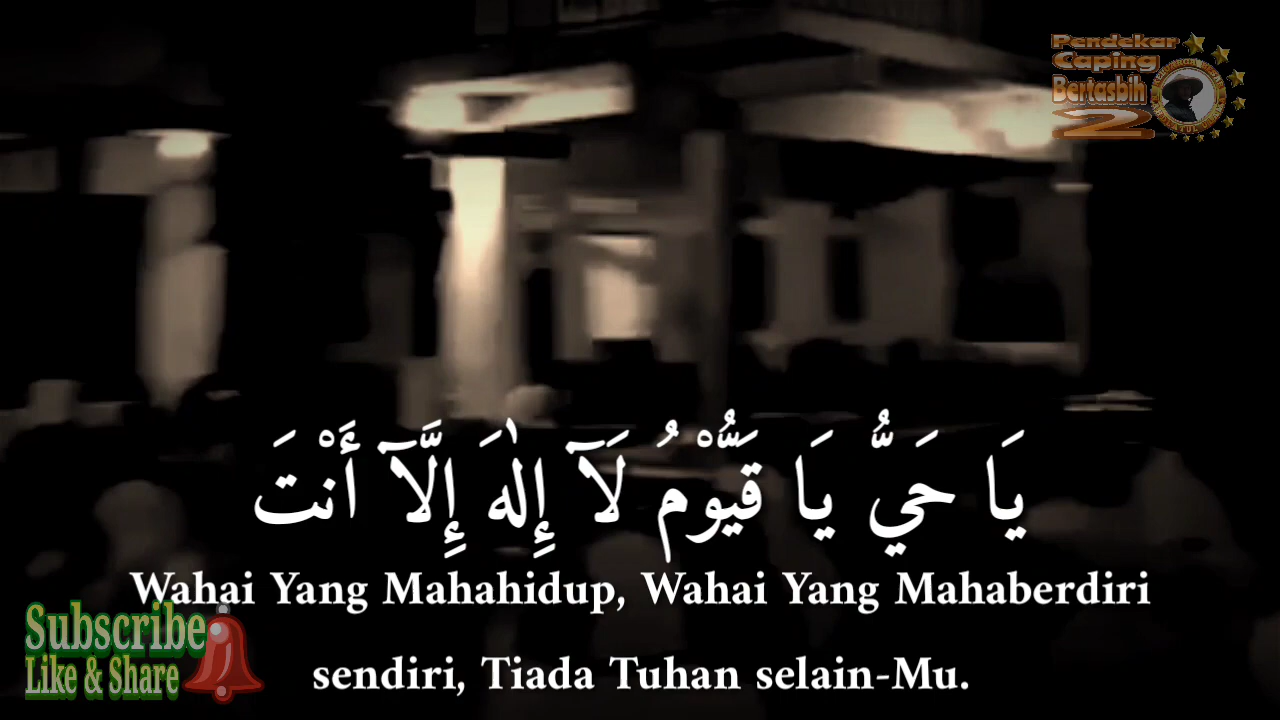 Pendekar
Caping
Bertasbih
2
يَا حَيُّ يَا قَيُّوْمُ لَآ إِلٰهَ إِلَّآ أَنْتَ
Wahai Yang Mahahidup, Wahai Yang Mahaberdiri
sendiri, Tiada Tuhan selain-Mu.
Subscribe
Like & Share